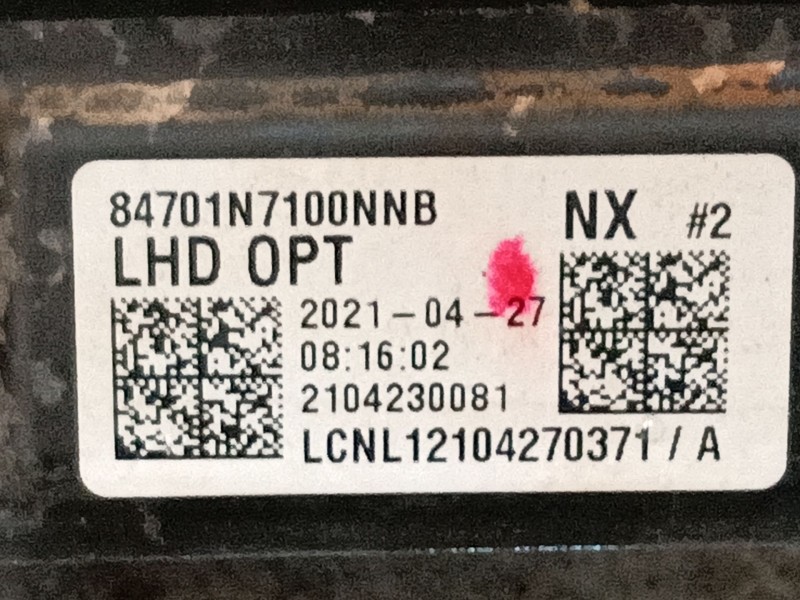 84701N7100NNB NX #2
LHD OPT
2021-04-27
08:16:02
2104230081
LCNL12104270371 / A